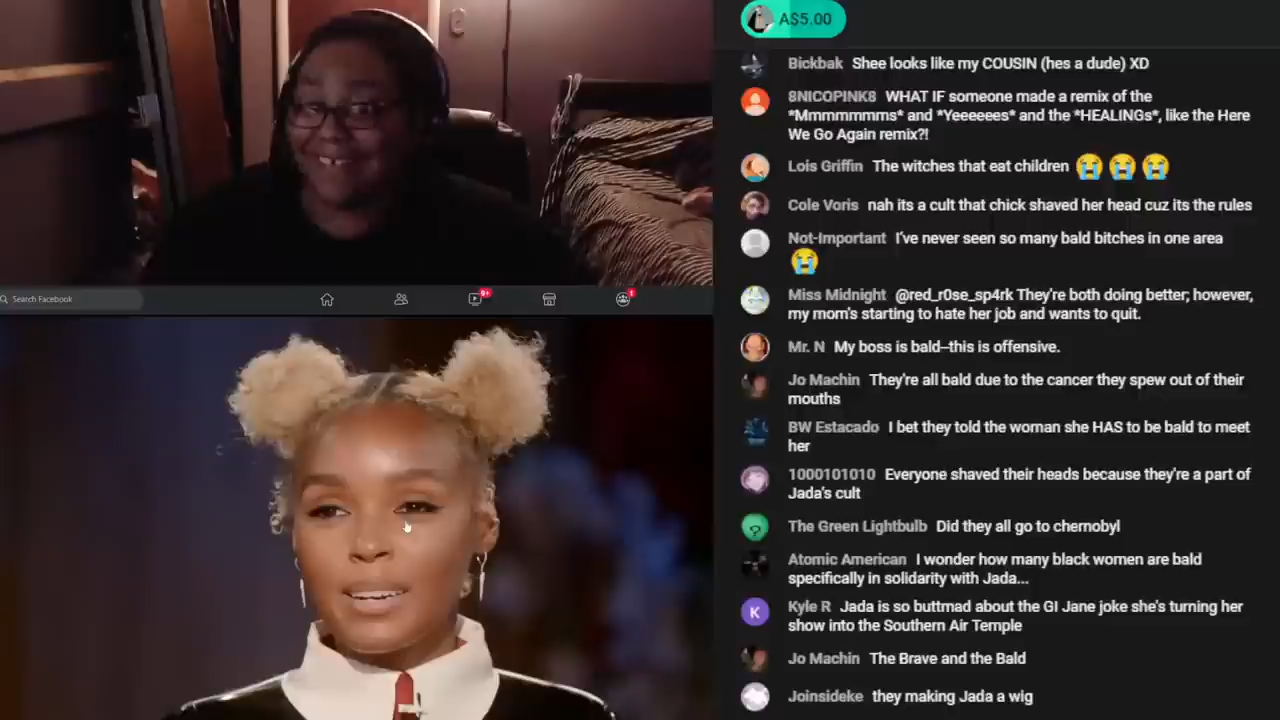 A$5.00
Bickbak Shee looks like my COUSIN (hes a dude) XD
8NICOPINK8 WHAT IF someone made a remix of the
*Mmmmmmms* and *Yeeeeees* and the *HEALINGs*, like the Here
We Go Again remix?!
Lois Griffin The witches that eat children 😭 😭 😭
Cole Voris nah its a cult that chick shaved her head cuz its the rules
Not-Important I've never seen so many bald bitches in one area
😭
Search Facebook
9+
1
Miss Midnight @red_r0se_sp4rk They're both doing better; however,
my mom's starting to hate her job and wants to quit.
Mr. N My boss is bald--this is offensive.
Jo Machin They're all bald due to the cancer they spew out of their
mouths
BW Estacado I bet they told the woman she HAS to be bald to meet
her
1000101010 Everyone shaved their heads because they're a part of
Jada's cult
The Green Lightbulb Did they all go to chernobyl
Atomic American I wonder how many black women are bald
specifically in solidarity with Jada...
K
Kyle R Jada is so buttmad about the GI Jane joke she's turning her
show into the Southern Air Temple
Jo Machin The Brave and the Bald
Joinsideke they making Jada a wig